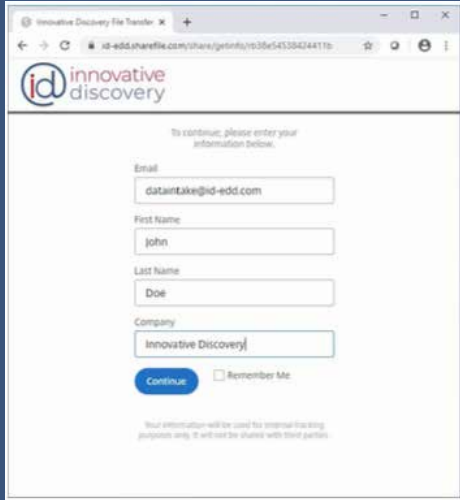 Innovative Discovery File Transfer
id-edd.sharefile.com/share/getinfo/
id innovative
discovery
To continue, please enter your
information below.
Email
dataintake@id-edd.com
First Name
John
Last Name
Doe
Company
Innovative Discovery
Continue
Remember Me
Your information will be used for internal tracking
purposes only. It will not be shared with third parties.